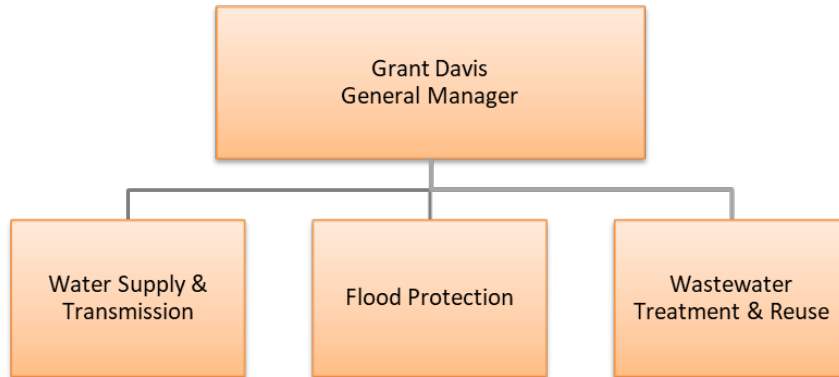 Grant Davis
General Manager
Water Supply &
Transmission
Flood Protection
Wastewater
Treatment & Reuse